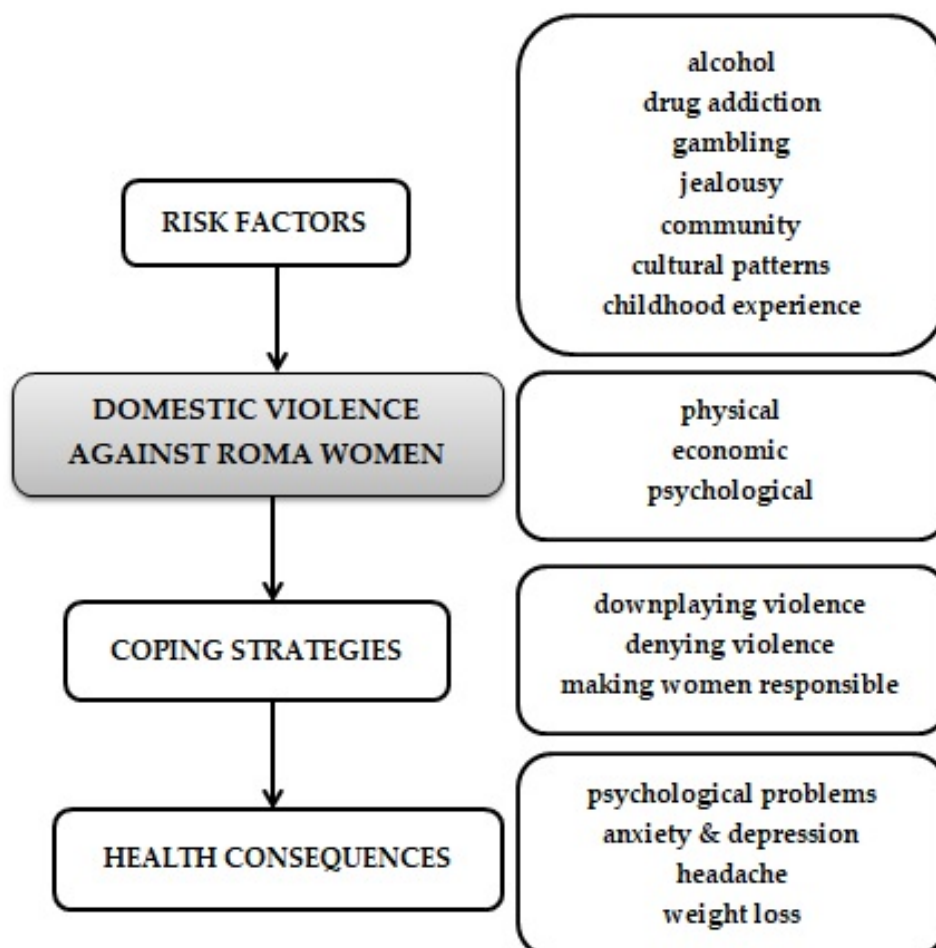 RISK FACTORS
alcohol
drug addiction
gambling
jealousy
community
cultural patterns
childhood experience
DOMESTIC VIOLENCE
AGAINST ROMA WOMEN
physical
economic
psychological
COPING STRATEGIES
downplaying violence
denying violence
making women responsible
HEALTH CONSEQUENCES
psychological problems
anxiety & depression
headache
weight loss